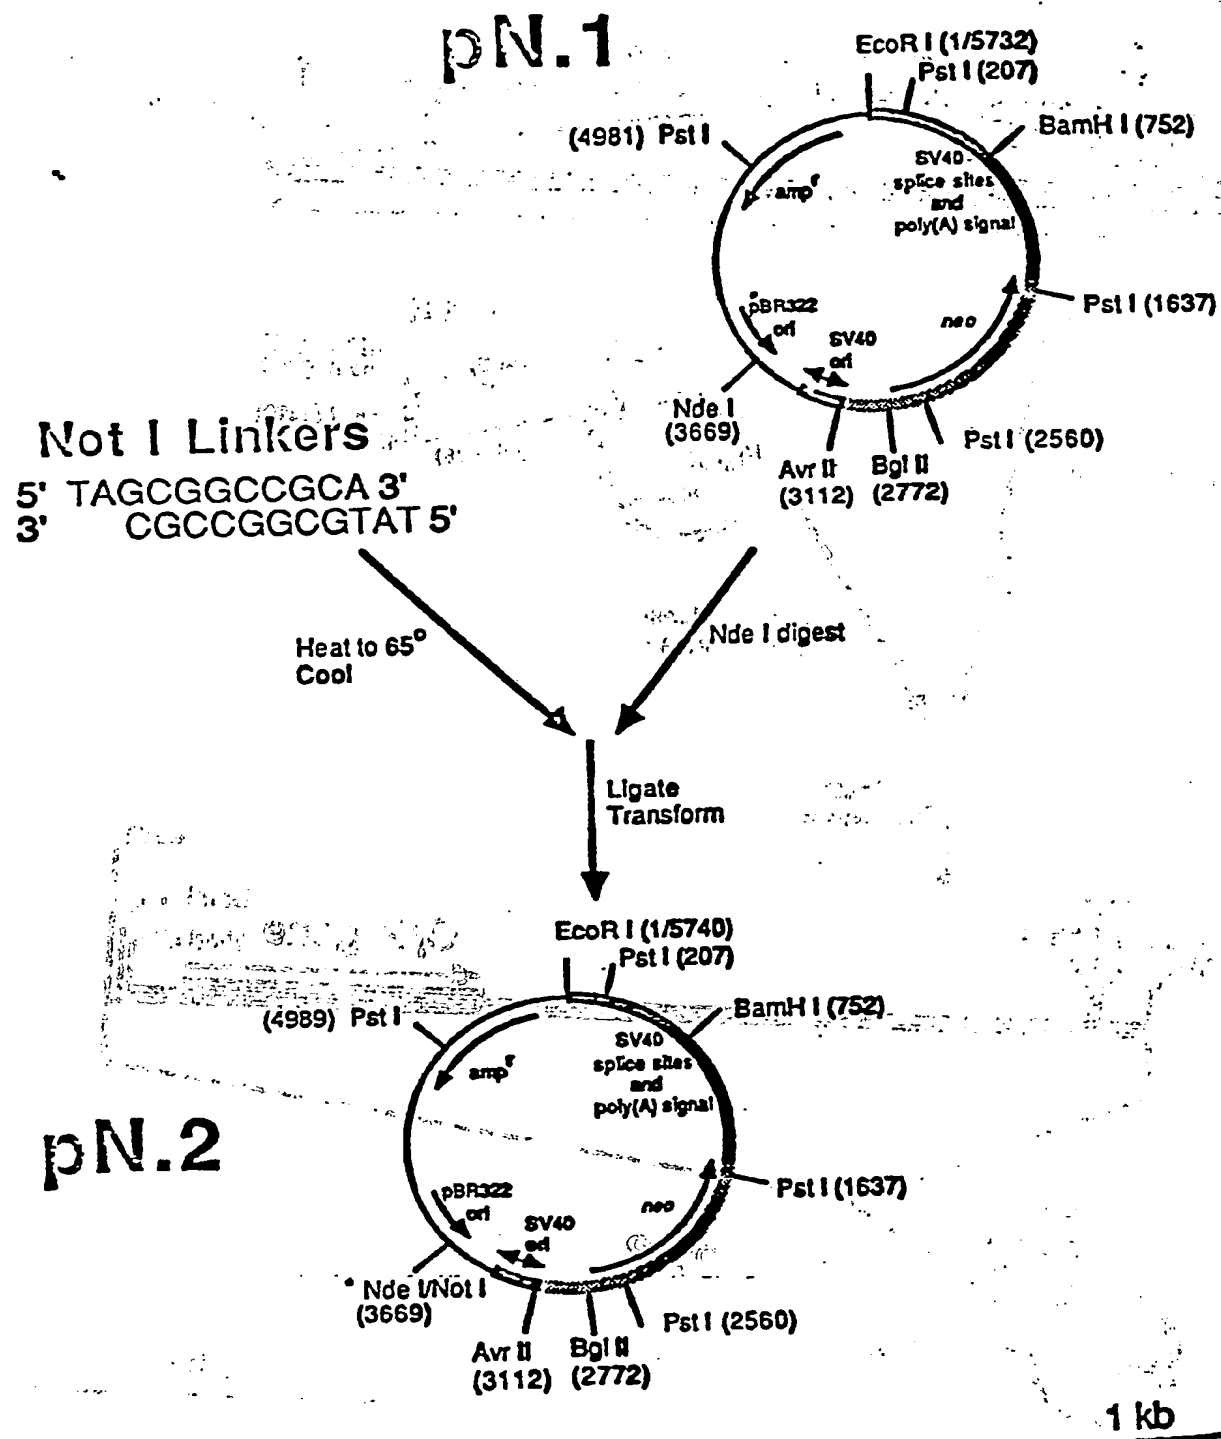 pN.1
EcoR I (1/5732)
Pst I (207)
BamH I (752)
(4981) Pst I
SV40
splice sites
and
poly(A) signal
amp^r
Pst I (1637)
pBR322
ori
neo
SV40
ori
Nde I
(3669)
Pst I (2560)
Avr II
(3112)
Bgl II
(2772)
Not I Linkers
5' TAGCGGCCGCA 3'
3' CGCCGGCGTAT 5'
Heat to 65°
Cool
Nde I digest
Ligate
Transform
EcoR I (1/5740)
Pst I (207)
BamH I (752)
(4989) Pst I
SV40
splice sites
and
poly(A) signal
amp^r
pN.2
Pst I (1637)
pBR322
ori
neo
SV40
ori
Nde I/Not I
(3669)
Pst I (2560)
Avr II
(3112)
Bgl II
(2772)
1 kb